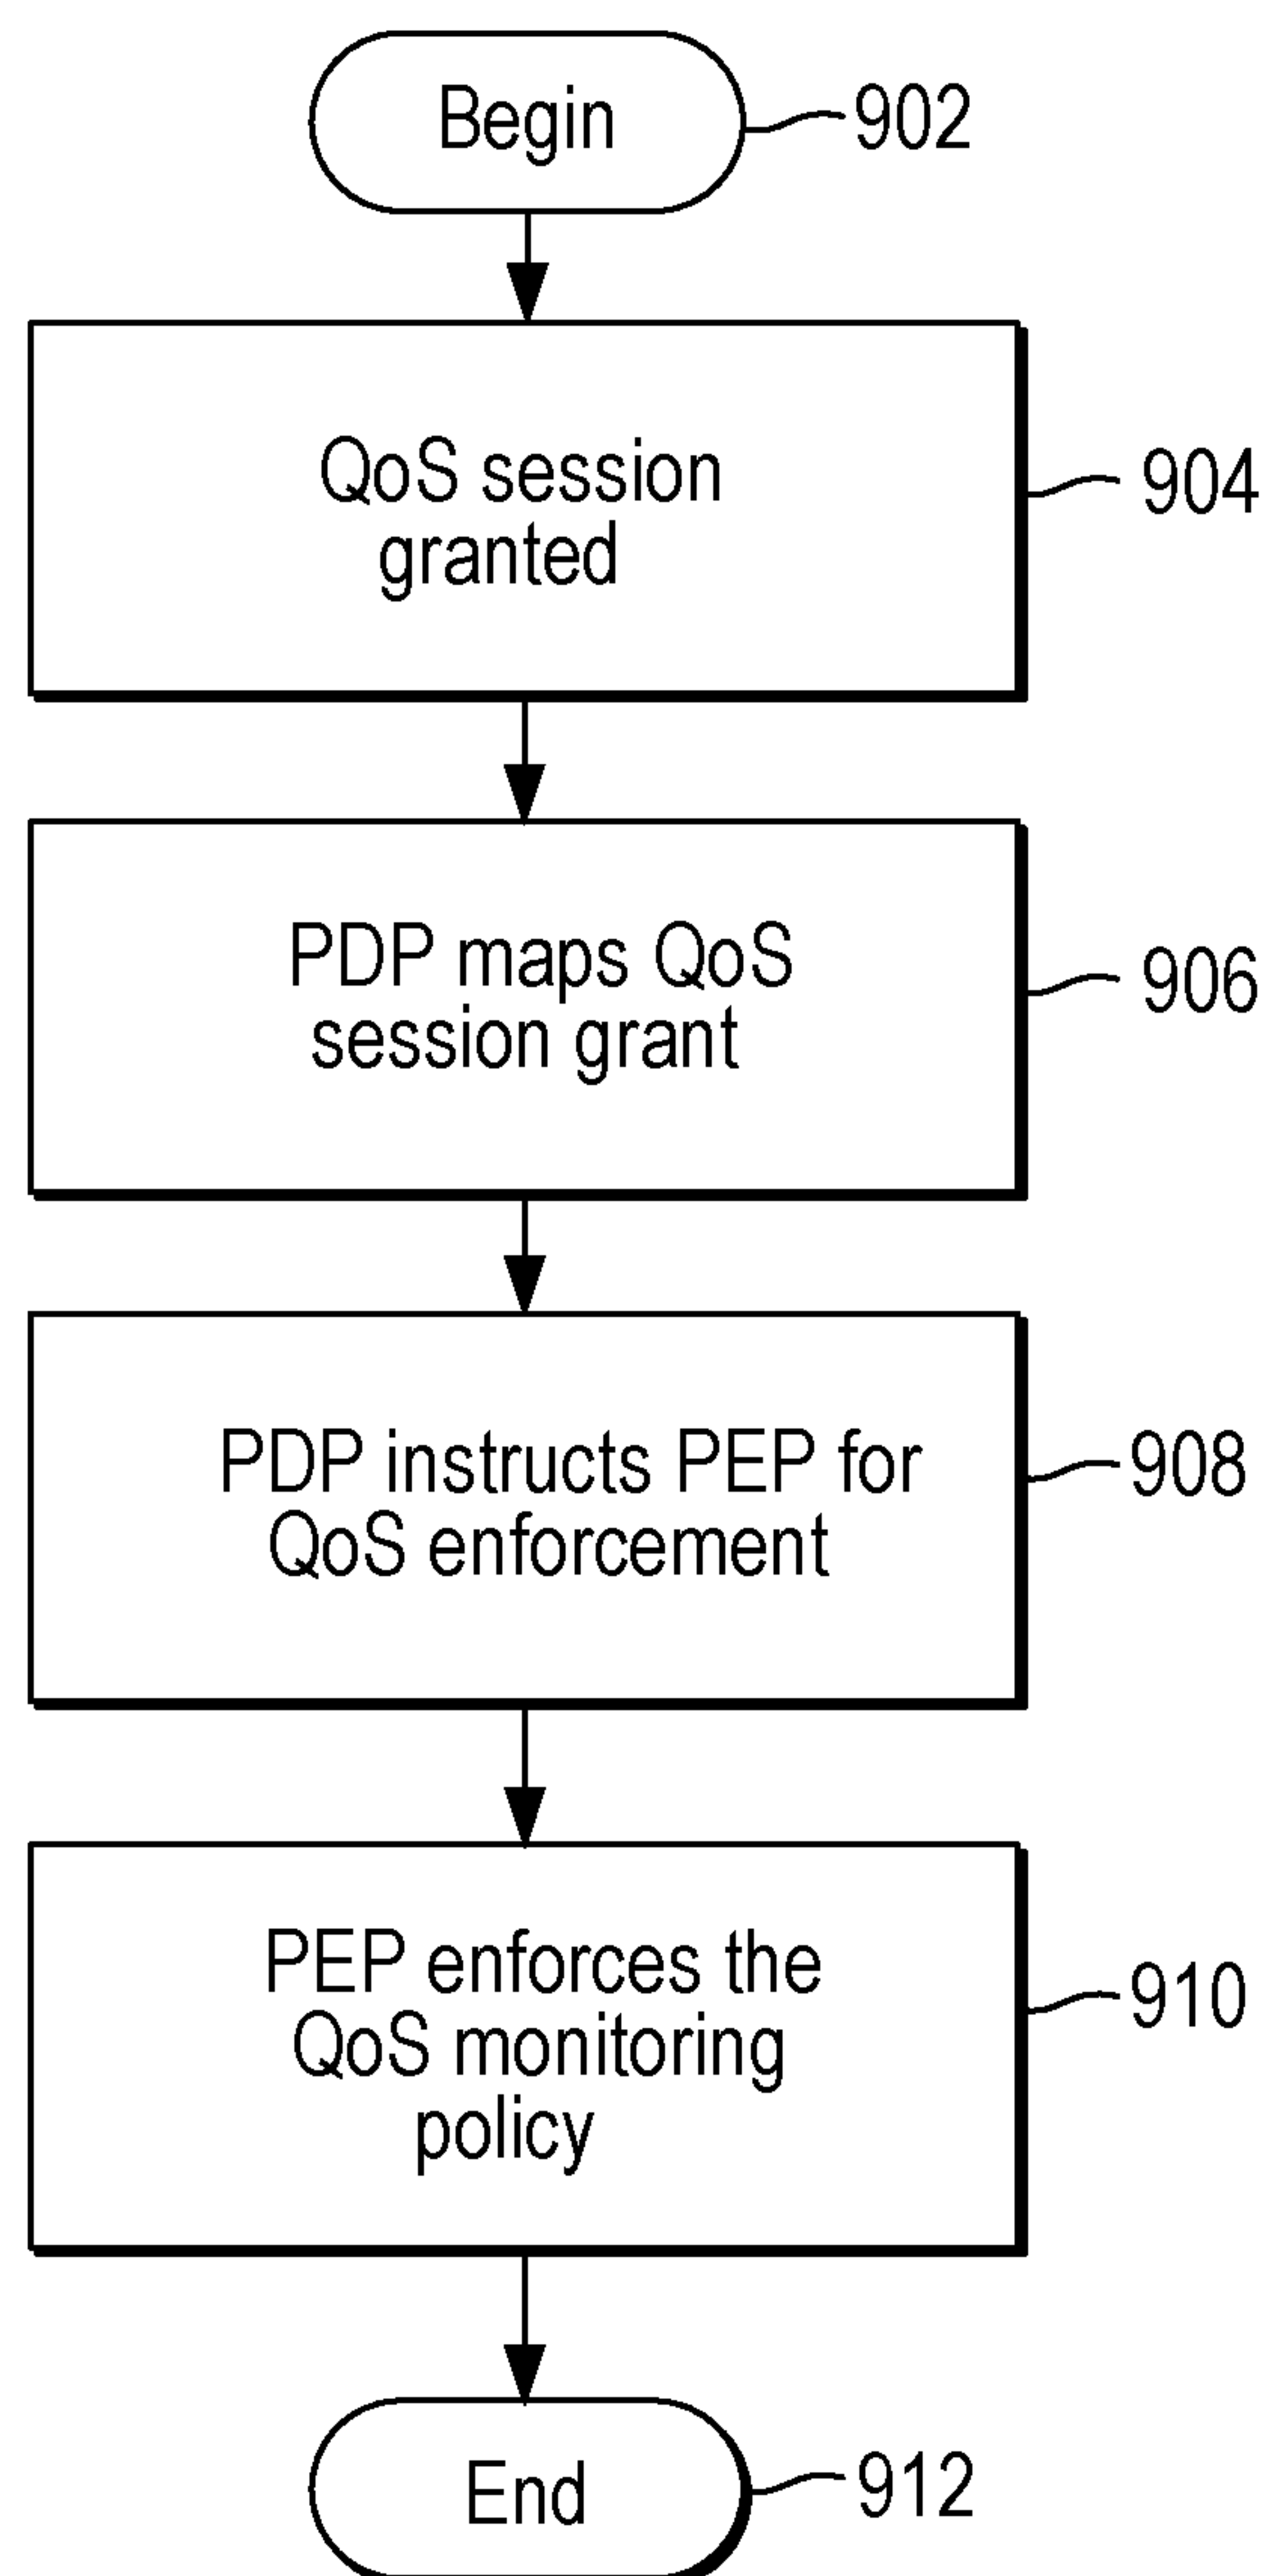 Begin
902
QoS session
granted
904
PDP maps QoS
session grant
906
PDP instructs PEP for
QoS enforcement
908
PEP enforces the
QoS monitoring
policy
910
End
912